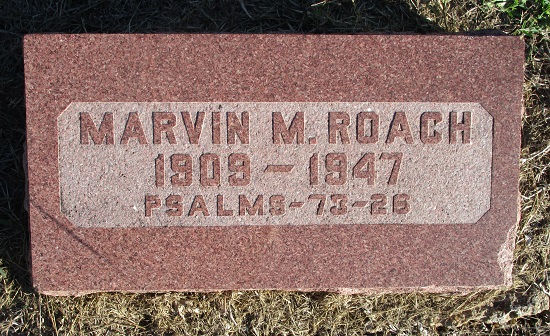 MARVIN M. ROACH
1909 - 1947
PSALMS-73-26